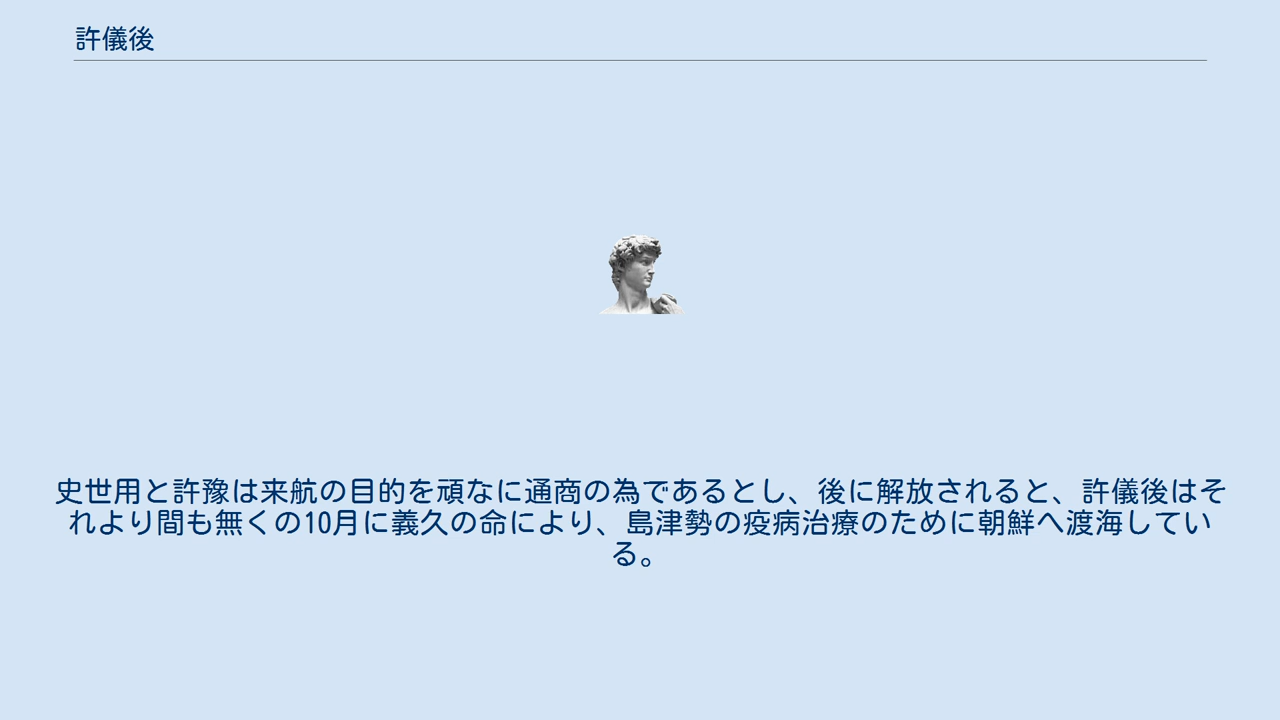 許儀後
史世用と許豫は来航の目的を頑なに通商の為であるとし、後に解放されると、許儀後はそ
れより間も無くの10月に義久の命により、島津勢の疫病治療のために朝鮮へ渡海してい
る。